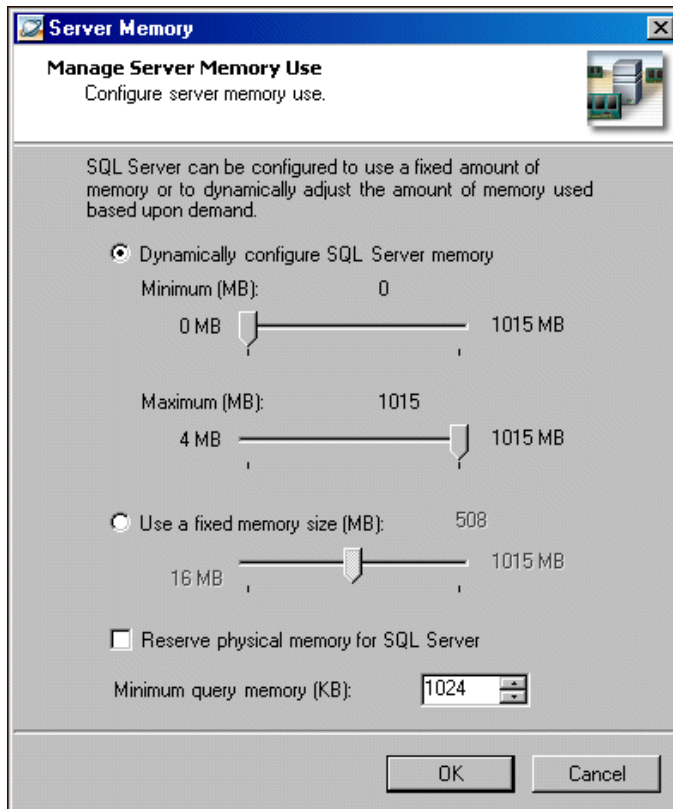 Server Memory
Manage Server Memory Use
Configure server memory use.
SQL Server can be configured to use a fixed amount of
memory or to dynamically adjust the amount of memory used
based upon demand.
Dynamically configure SQL Server memory
Minimum (MB): 0
0 MB 1015 MB
Maximum (MB): 1015
4 MB 1015 MB
Use a fixed memory size (MB): 508
16 MB 1015 MB
Reserve physical memory for SQL Server
Minimum query memory (KB): 1024
OK Cancel